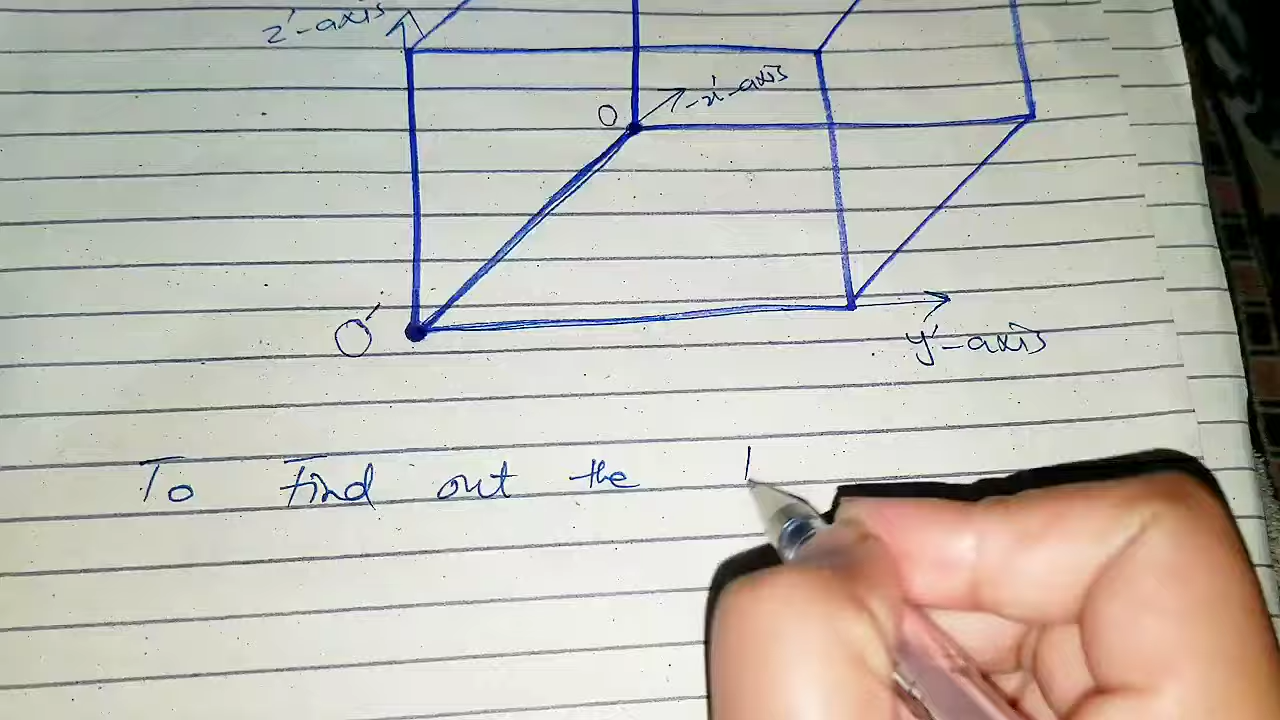 z'-axis
-x'-axis
O
O'
y'-axis
To find out the